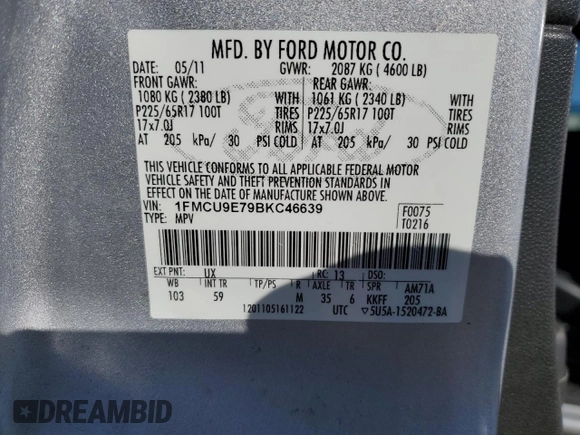 MFD. BY FORD MOTOR CO.
DATE: 05/11 GVWR: 2087 KG ( 4600 LB)
FRONT GAWR: REAR GAWR:
1080 KG ( 2380 LB) WITH 1061 KG ( 2340 LB) WITH
P225/65R17 100T TIRES P225/65R17 100T TIRES
17x7.0J RIMS 17x7.0J RIMS
AT 205 kPa/ 30 PSI COLD AT 205 kPa/ 30 PSI COLD
THIS VEHICLE CONFORMS TO ALL APPLICABLE FEDERAL MOTOR
VEHICLE SAFETY AND THEFT PREVENTION STANDARDS IN
EFFECT ON THE DATE OF MANUFACTURE SHOWN ABOVE.
VIN: 1FMCU9E79BKC46639
TYPE: MPV
F0075
T0216
EXT PNT: UX RC: 13 DSO:
WB INT TR TP/PS R AXLE TR SPR AM71A
103 59 M 35 6 KKFF 205
1201105161122 UTC ▽5U5A-1520472-BA
DREAMBID